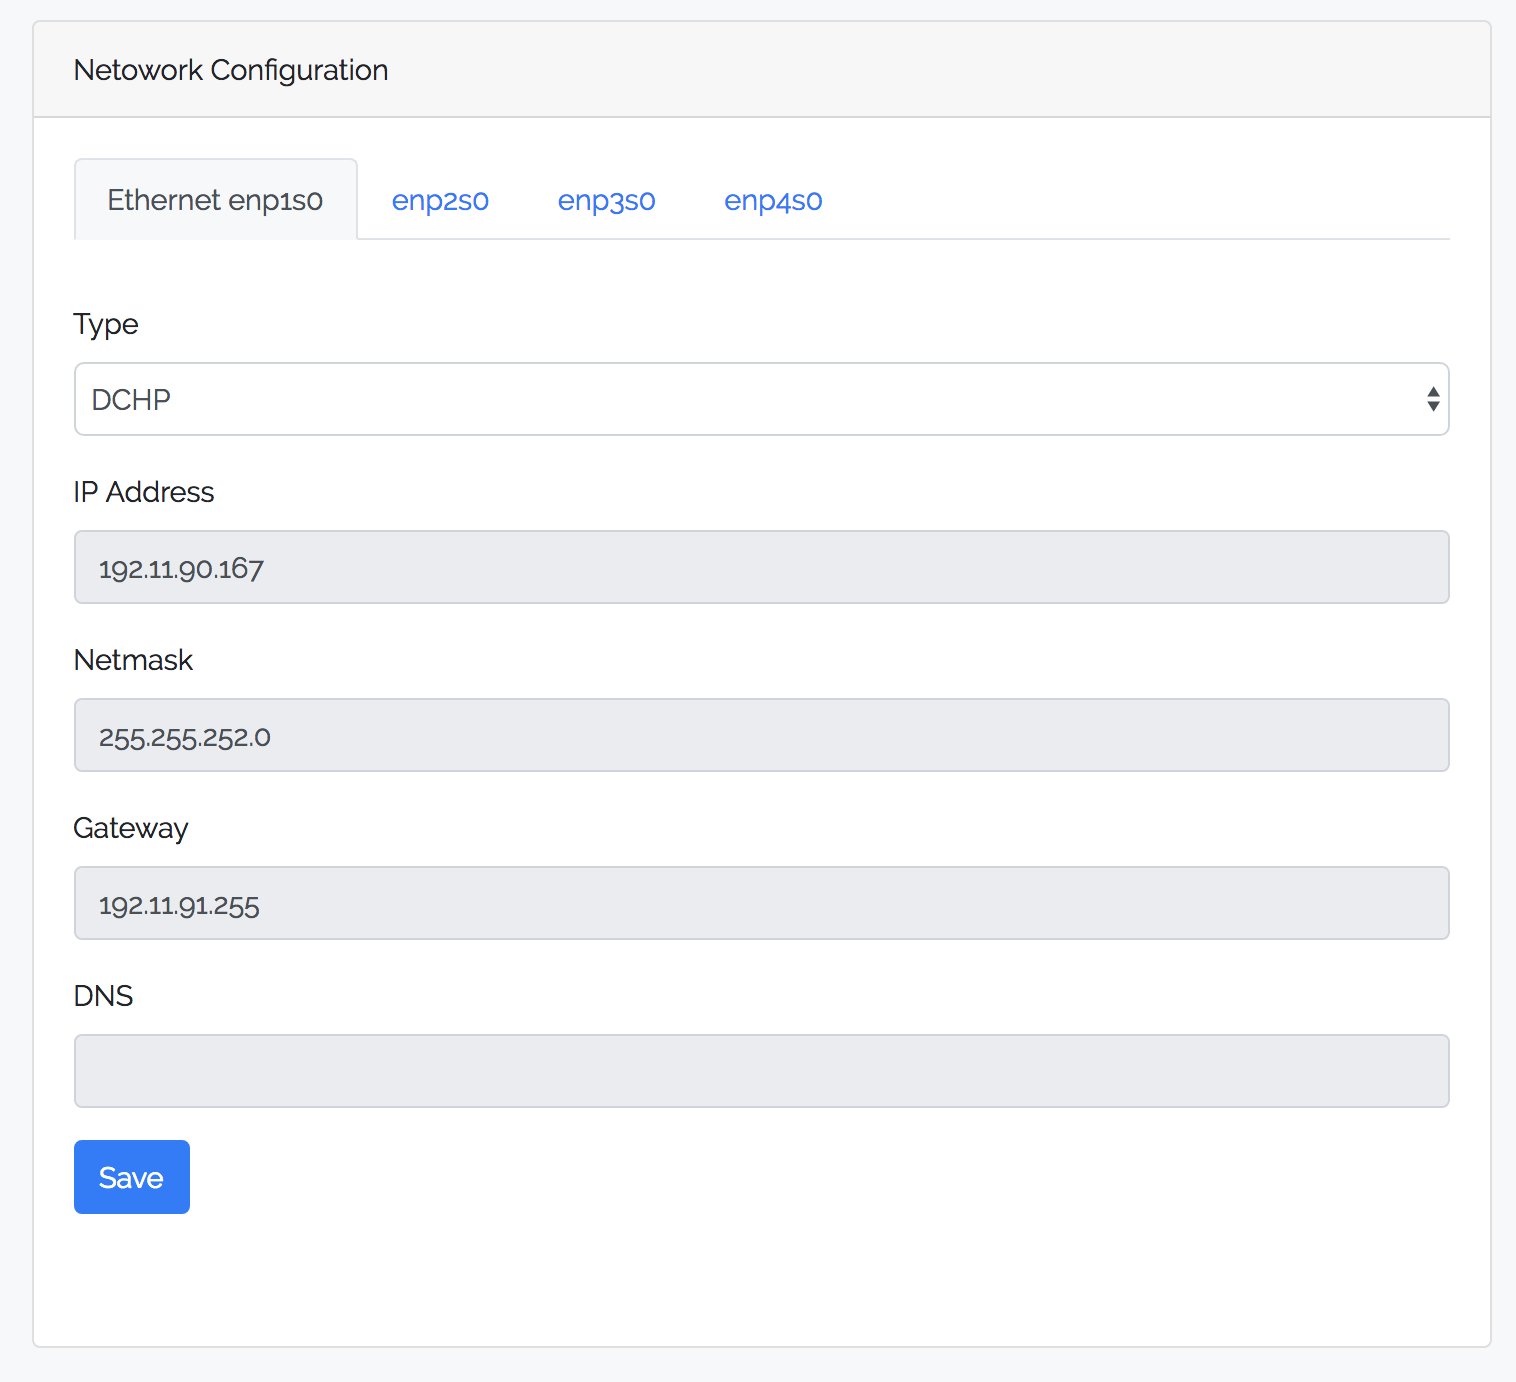 Netowork Configuration
Ethernet enp1s0 enp2s0 enp3s0 enp4s0
Type
DCHP
IP Address
192.11.90.167
Netmask
255.255.252.0
Gateway
192.11.91.255
DNS
Save